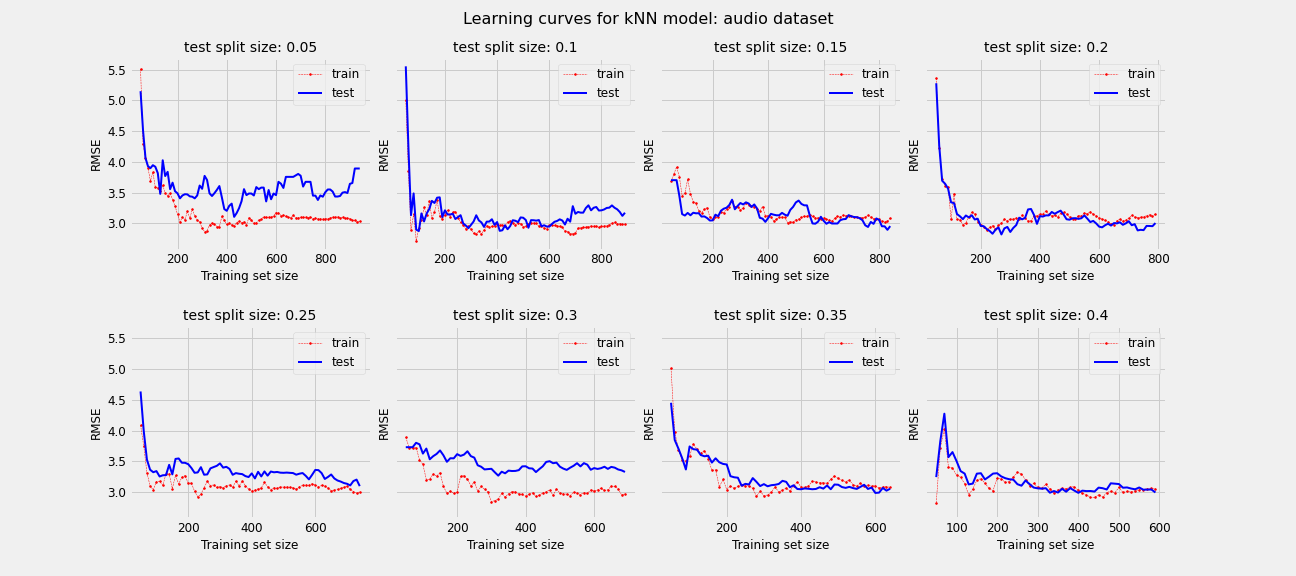 Learning curves for kNN model: audio dataset
test split size: 0.05
test split size: 0.1
test split size: 0.15
test split size: 0.2
5.5
5.0
4.5
4.0
3.5
3.0
RMSE
train
test
200 400 600 800
Training set size
RMSE
train
test
200 400 600 800
Training set size
RMSE
train
test
200 400 600 800
Training set size
RMSE
train
test
200 400 600 800
Training set size
test split size: 0.25
test split size: 0.3
test split size: 0.35
test split size: 0.4
5.5
5.0
4.5
4.0
3.5
3.0
RMSE
train
test
200 400 600
Training set size
RMSE
train
test
200 400 600
Training set size
RMSE
train
test
200 400 600
Training set size
RMSE
train
test
100 200 300 400 500 600
Training set size